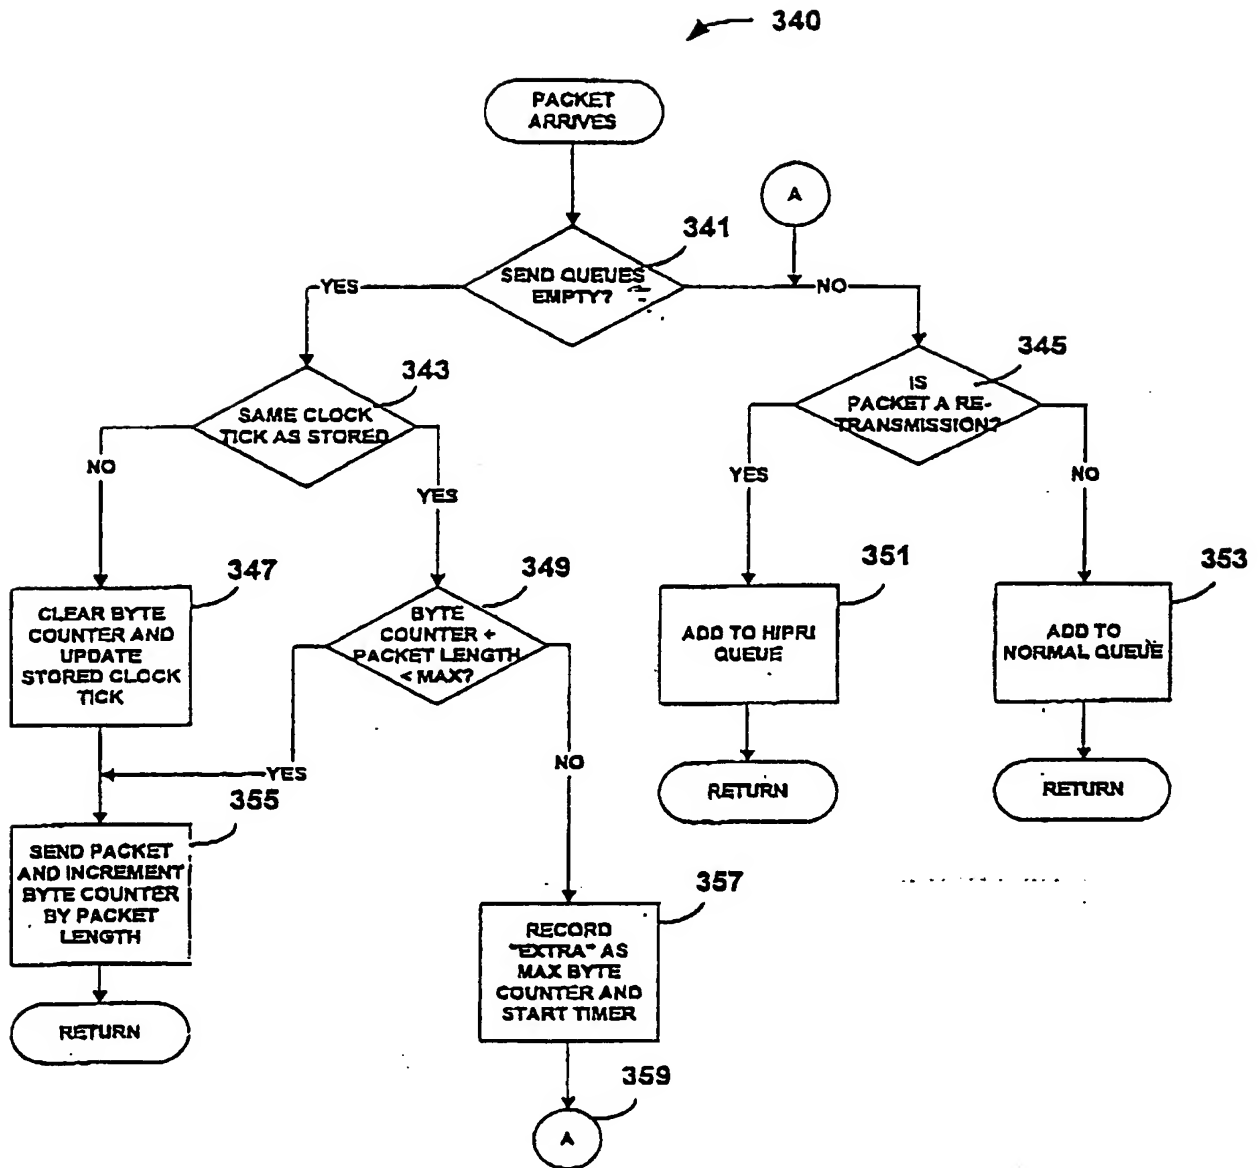 340
PACKET
ARRIVES
A
341
SEND QUEUES
EMPTY?
YES
NO
343
SAME CLOCK
TICK AS STORED
345
IS
PACKET A RE-
TRANSMISSION?
NO
YES
YES
NO
347
CLEAR BYTE
COUNTER AND
UPDATE
STORED CLOCK
TICK
349
BYTE
COUNTER +
PACKET LENGTH
< MAX?
351
ADD TO HIPRI
QUEUE
353
ADD TO
NORMAL QUEUE
YES
NO
RETURN
RETURN
355
SEND PACKET
AND INCREMENT
BYTE COUNTER
BY PACKET
LENGTH
357
RECORD
"EXTRA" AS
MAX BYTE
COUNTER AND
START TIMER
RETURN
359
A